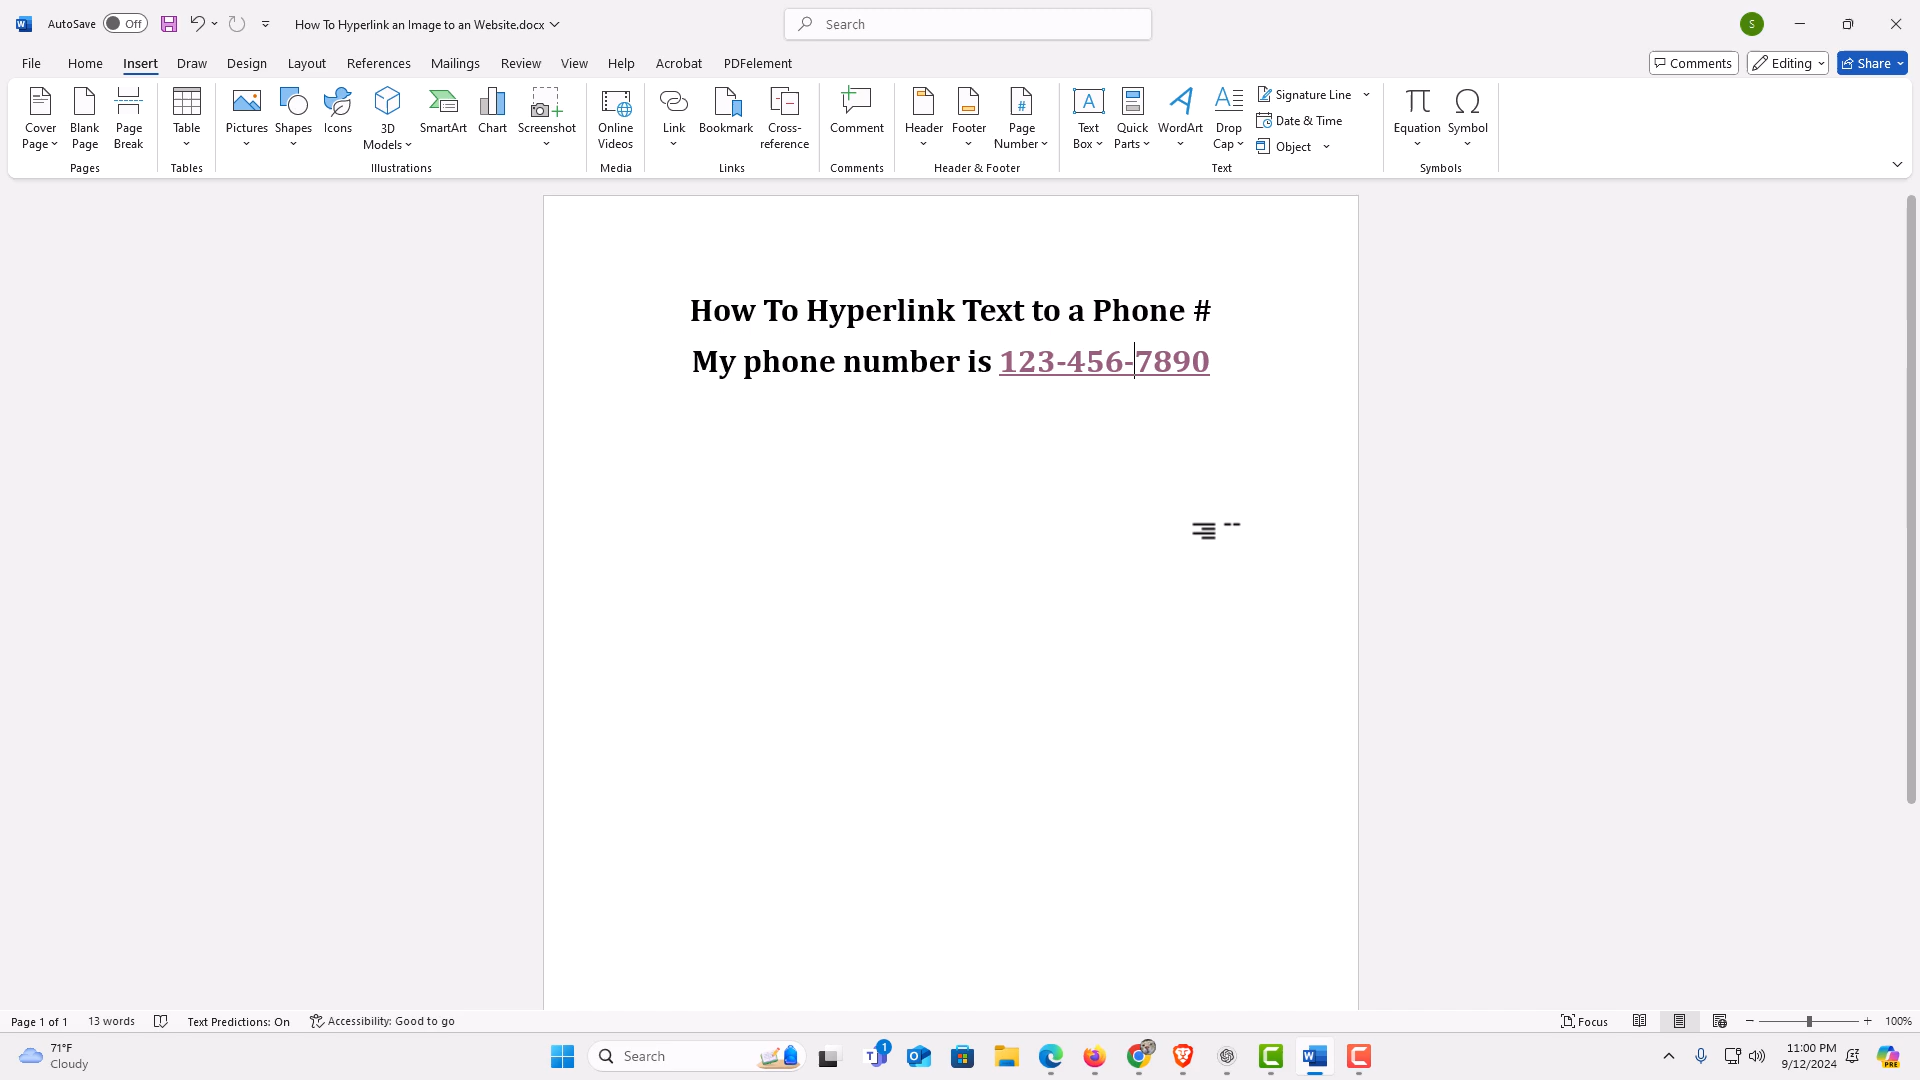 AutoSave Off How To Hyperlink an Image to an Website.docx Search S
File Home Insert Draw Design Layout References Mailings Review View Help Acrobat PDFelement Comments Editing Share
Cover Page Blank Page Page Break Table Pictures Shapes Icons 3D Models SmartArt Chart Screenshot Online Videos Link Bookmark Cross-reference Comment Header Footer Page Number Text Box Quick Parts WordArt Drop Cap Signature Line Date & Time Object Equation Symbol
Pages Tables Illustrations Media Links Comments Header & Footer Text Symbols
How To Hyperlink Text to a Phone #
My phone number is 123-456-7890
Page 1 of 1 13 words Text Predictions: On Accessibility: Good to go Focus 100%
71°F
Cloudy
Search
1
PRE
11:00 PM
9/12/2024